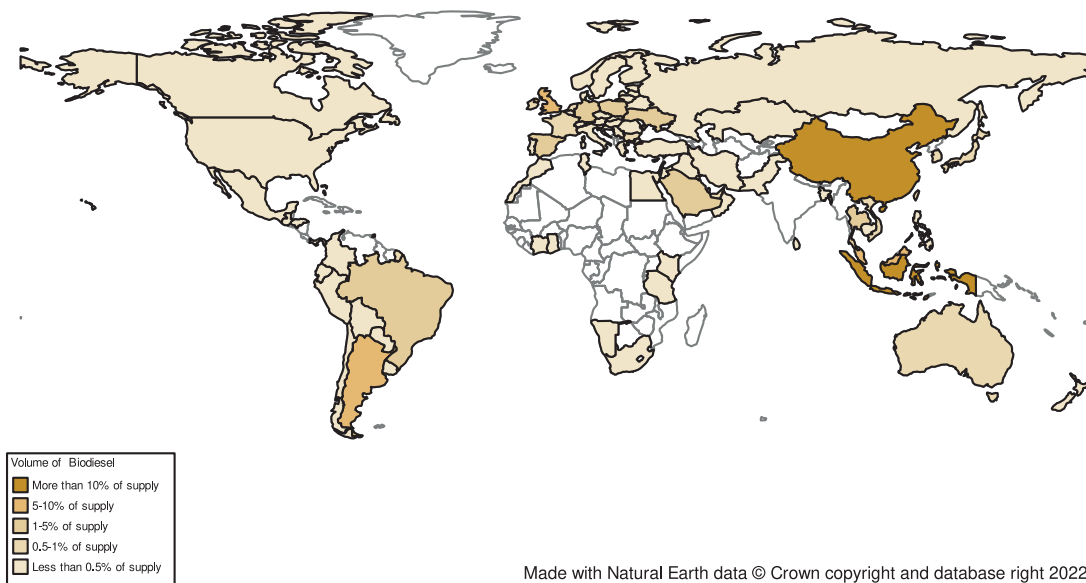 Volume of Biodiesel
More than 10% of supply
5-10% of supply
1-5% of supply
0.5-1% of supply
Less than 0.5% of supply
Made with Natural Earth data © Crown copyright and database right 2022